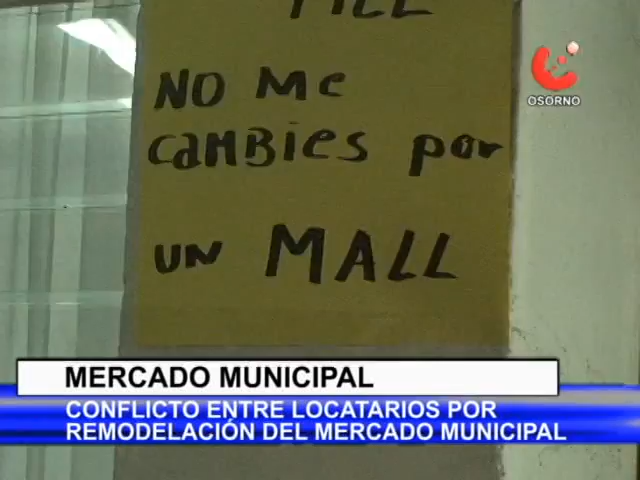 NO Me
CAMBies por
UN MALL
OSORNO
MERCADO MUNICIPAL
CONFLICTO ENTRE LOCATARIOS POR
REMODELACIÓN DEL MERCADO MUNICIPAL